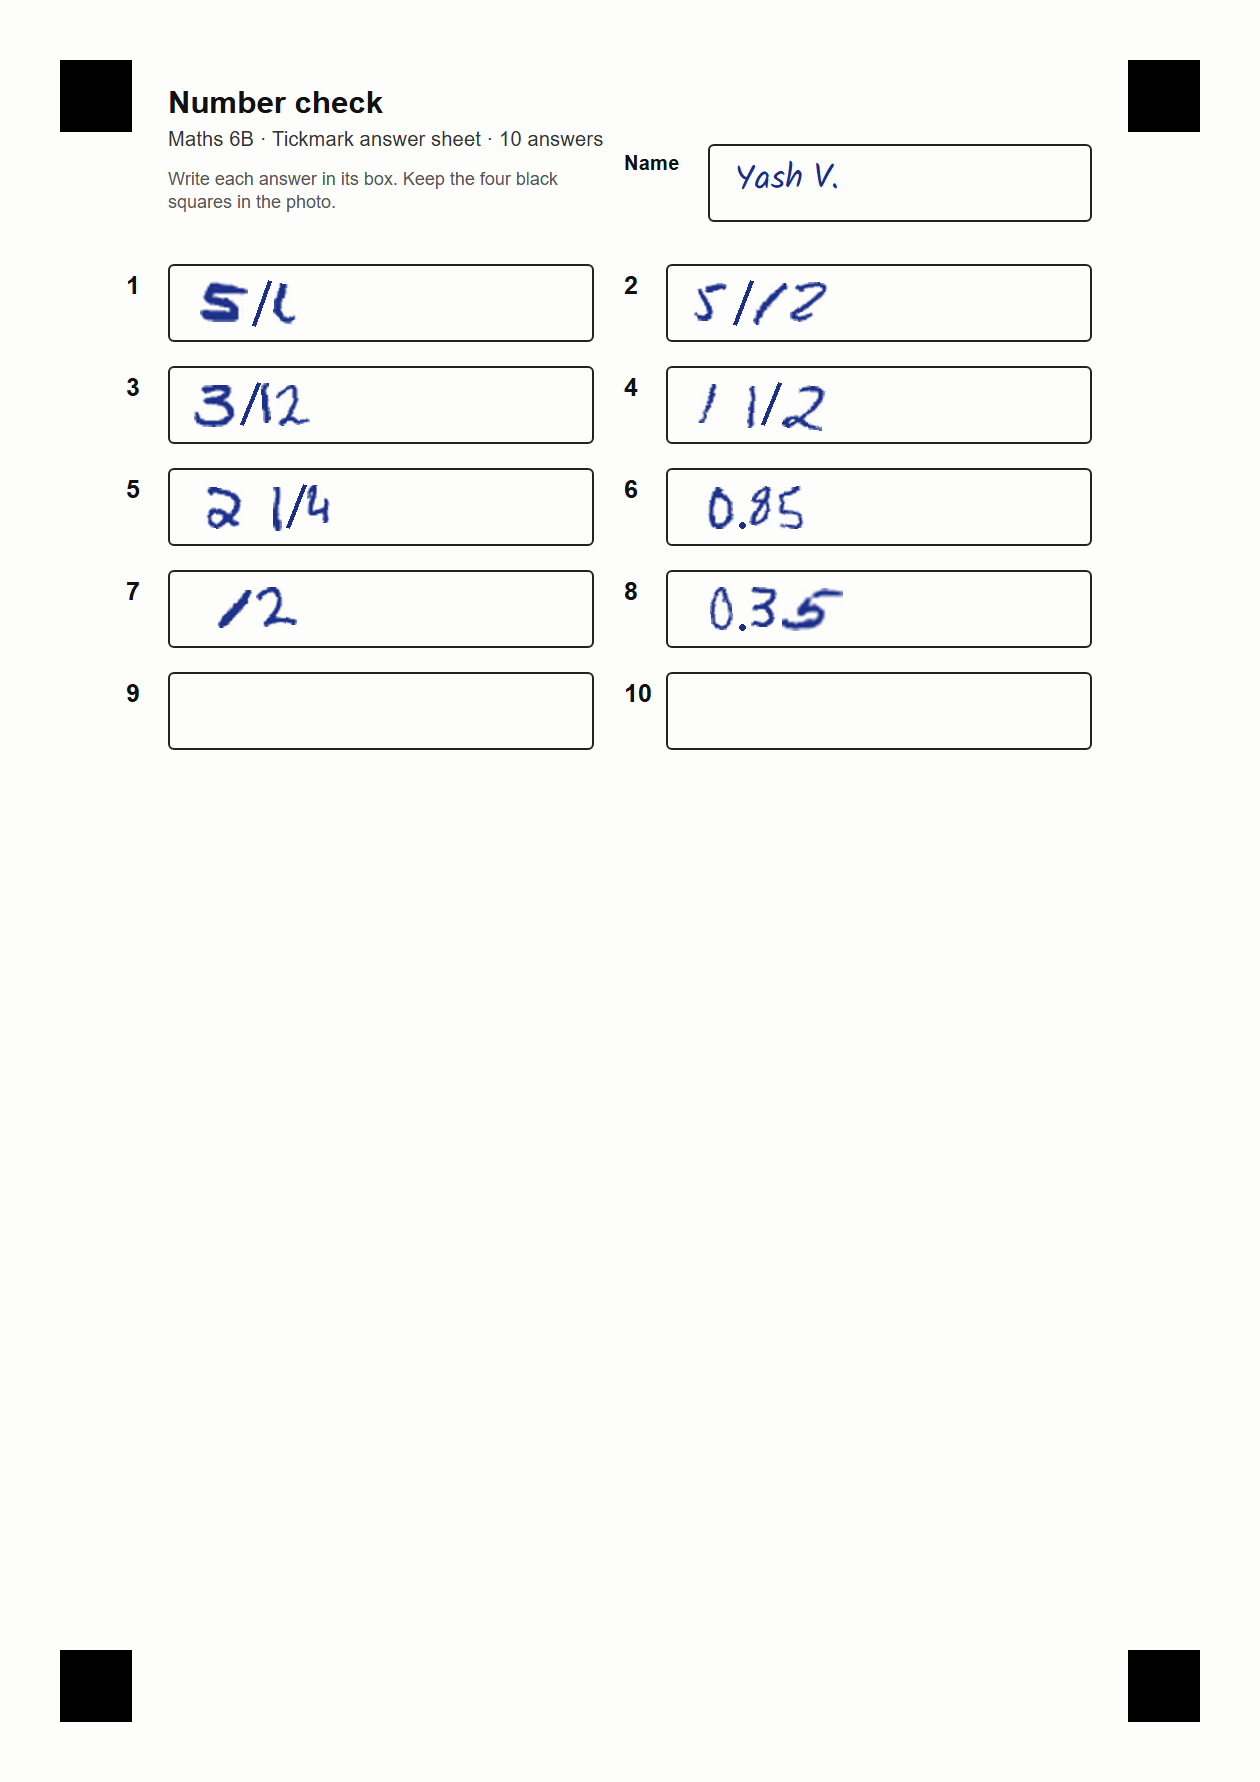 Number check
Maths 6B · Tickmark answer sheet · 10 answers
Write each answer in its box. Keep the four black
squares in the photo.
Name Yash V.
1 5/6
2 5/12
3 3/12
4 1 1/2
5 2 1/4
6 0.85
7 12
8 0.35
9
10